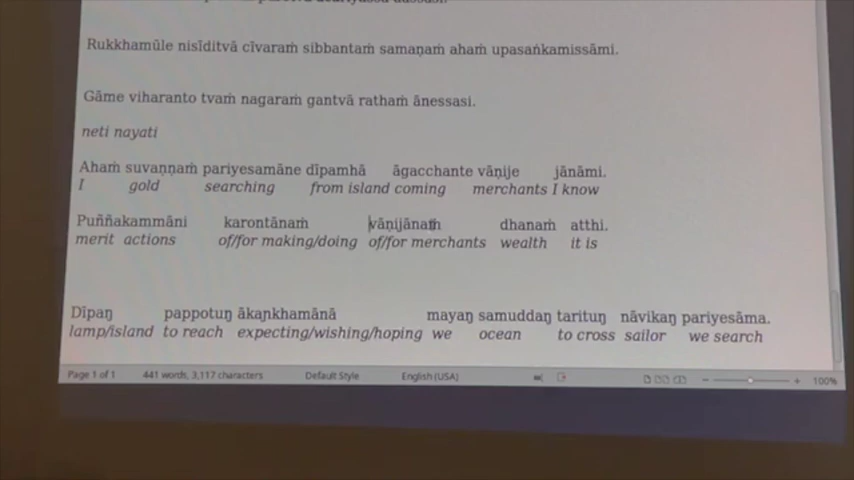 Rukkhamūle nisīditvā cīvaraṁ sibbantaṁ samaṇaṁ ahaṁ upasaṅkamissāmi.
Gāme viharanto tvaṁ nagaraṁ gantvā rathaṁ ānessasi.
neti nayati
Ahaṁ suvaṇṇaṁ pariyesamāne dīpamhā āgacchante vāṇije jānāmi.
I gold searching from island coming merchants I know
Puññakammāni karontānaṁ vāṇijānaṁ dhanaṁ atthi.
merit actions of/for making/doing of/for merchants wealth it is
Dīpaŋ pappotuŋ ākaŋkhamānā mayaŋ samuddaŋ tarituŋ nāvikaŋ pariyesāma.
lamp/island to reach expecting/wishing/hoping we ocean to cross sailor we search
Page 1 of 1 441 words, 3,117 characters Default Style English (USA) 100%